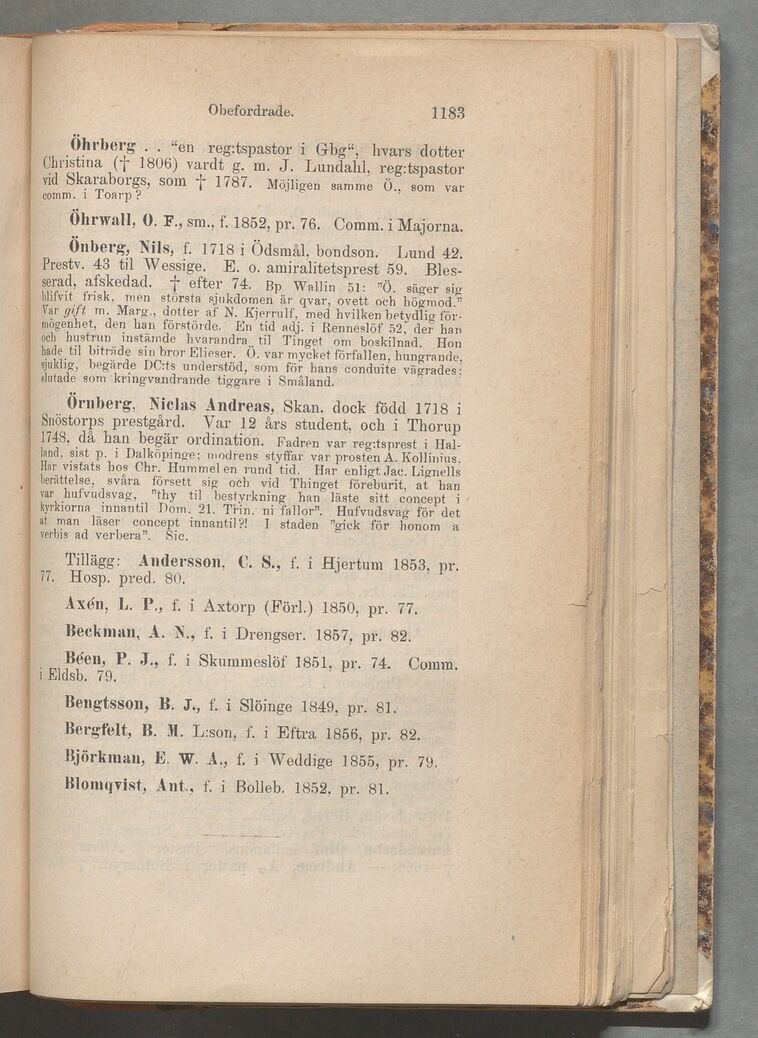 Obefordrade. 1183
Öhrberg . . “en reg:tspastor i Gbg“, hvars dotter
Christina († 1806) vardt g. m. J. Lundahl, reg:tspastor
vid Skaraborgs, som † 1787. Möjligen samme Ö., som var
comm. i Toarp?
Öhrwall, O. F., sm., f. 1852, pr. 76. Comm. i Majorna.
Önberg, Nils, f. 1718 i Ödsmål, bondson. Lund 42.
Prestv. 43 til Wessige. E. o. amiralitetsprest 59. Bles-
serad, afskedad. † efter 74. Bp Wallin 51: ”Ö. säger sig
blifvit frisk, men största sjukdomen är qvar, ovett och högmod.”
Var gift m. Marg., dotter af N. Kjerrulf, med hvilken betydlig för-
mögenhet, den han förstörde. En tid adj. i Renneslöf 52, der han
och hustrun instämde hvarandra til Tinget om boskilnad. Hon
hade til biträde sin bror Elieser. Ö. var mycket förfallen, hungrande,
sjuklig, begärde DC:ts understöd, som för hans conduite vägrades;
slutade som kringvandrande tiggare i Småland.
Örnberg, Niclas Andreas, Skan. dock född 1718 i
Snöstorps prestgård. Var 12 års student, och i Thorup
1748, då han begär ordination. Fadren var reg:tsprest i Hal-
land, sist p. i Dalköpinge; modrens styffar var prosten A. Kollinius.
Har vistats hos Chr. Hummel en rund tid. Har enligt Jac. Lignells
berättelse, svåra försett sig och vid Thinget föreburit, at han
var hufvudsvag, ”thy til bestyrkning han läste sitt concept i
kyrkiorna innantil Dom. 21. Trin. ni fallor”. Hufvudsvag för det
at man läser concept innantil?! I staden ”gick för honom a
verbis ad verbera”. Sic.
Tillägg: Andersson, C. S., f. i Hjertum 1853, pr.
77. Hosp. pred. 80.
Axén, L. P., f. i Axtorp (Förl.) 1850, pr. 77.
Beckman, A. N., f. i Drengser. 1857, pr. 82.
Béen, P. J., f. i Skummeslöf 1851, pr. 74. Comm.
i Eldsb. 79.
Bengtsson, B. J., f. i Slöinge 1849, pr. 81.
Bergfelt, B. M. L:son, f. i Eftra 1856, pr. 82.
Björkman, E. W. A., f. i Weddige 1855, pr. 79.
Blomqvist, Ant., f. i Bolleb. 1852, pr. 81.